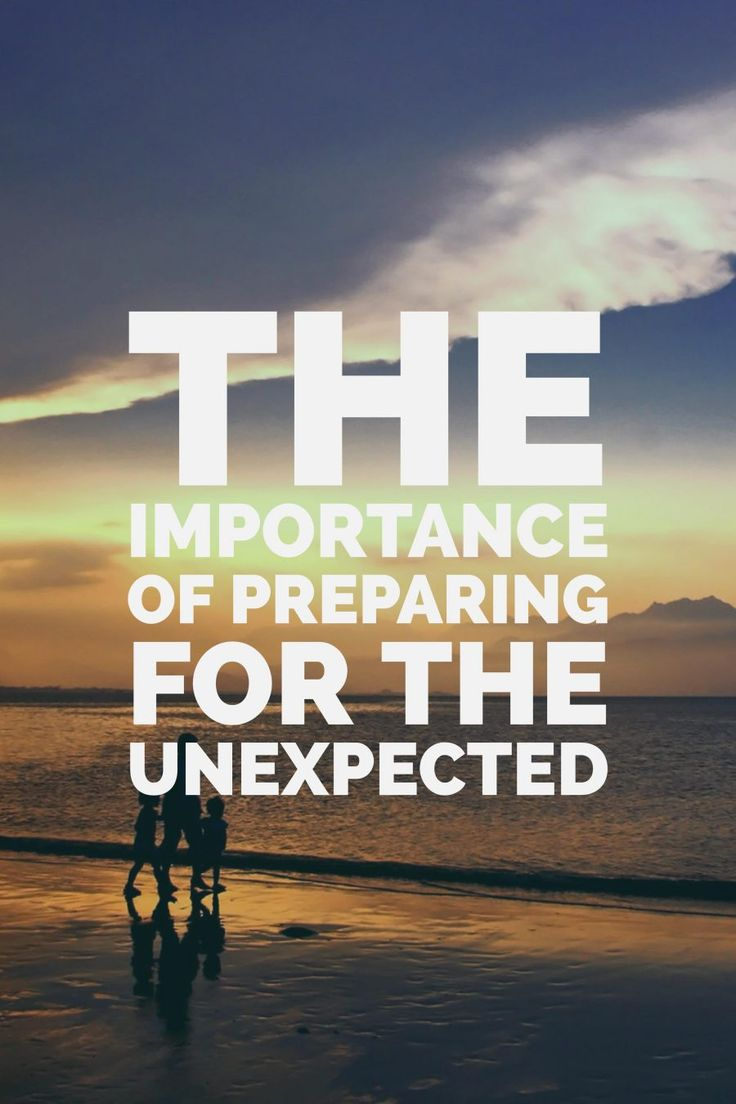 THE
IMPORTANCE
OF PREPARING
FOR THE
UNEXPECTED